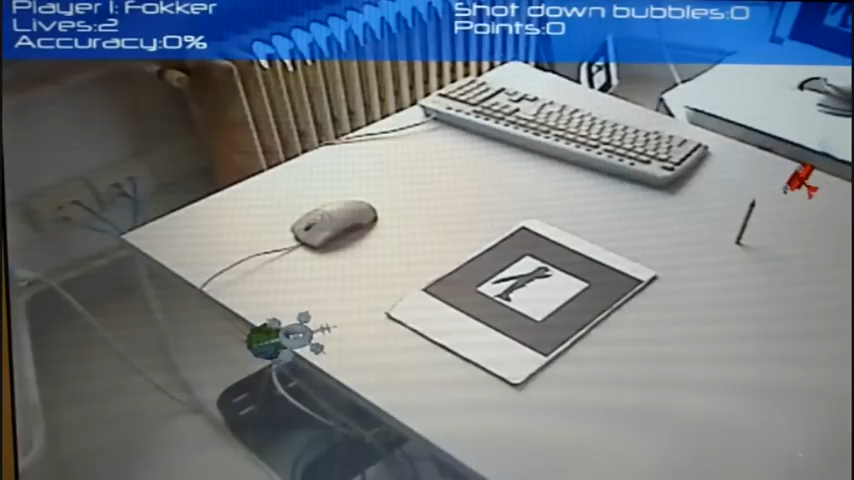 Player 1: Fokker
Lives:2
Accuracy:0%
Shot down bubbles:0
Points:0